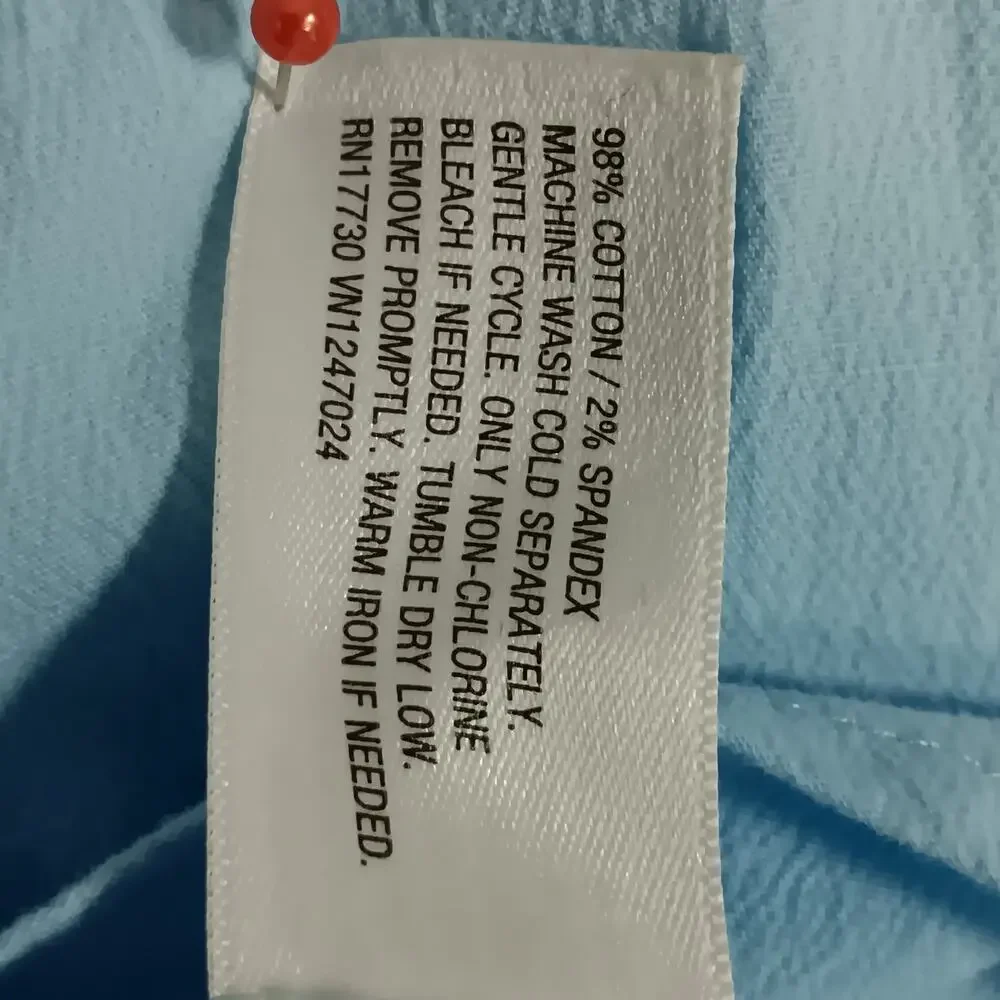 98% COTTON / 2% SPANDEX
MACHINE WASH COLD SEPARATELY.
GENTLE CYCLE. ONLY NON-CHLORINE
BLEACH IF NEEDED. TUMBLE DRY LOW.
REMOVE PROMPTLY. WARM IRON IF NEEDED.
RN17730 VN1247024